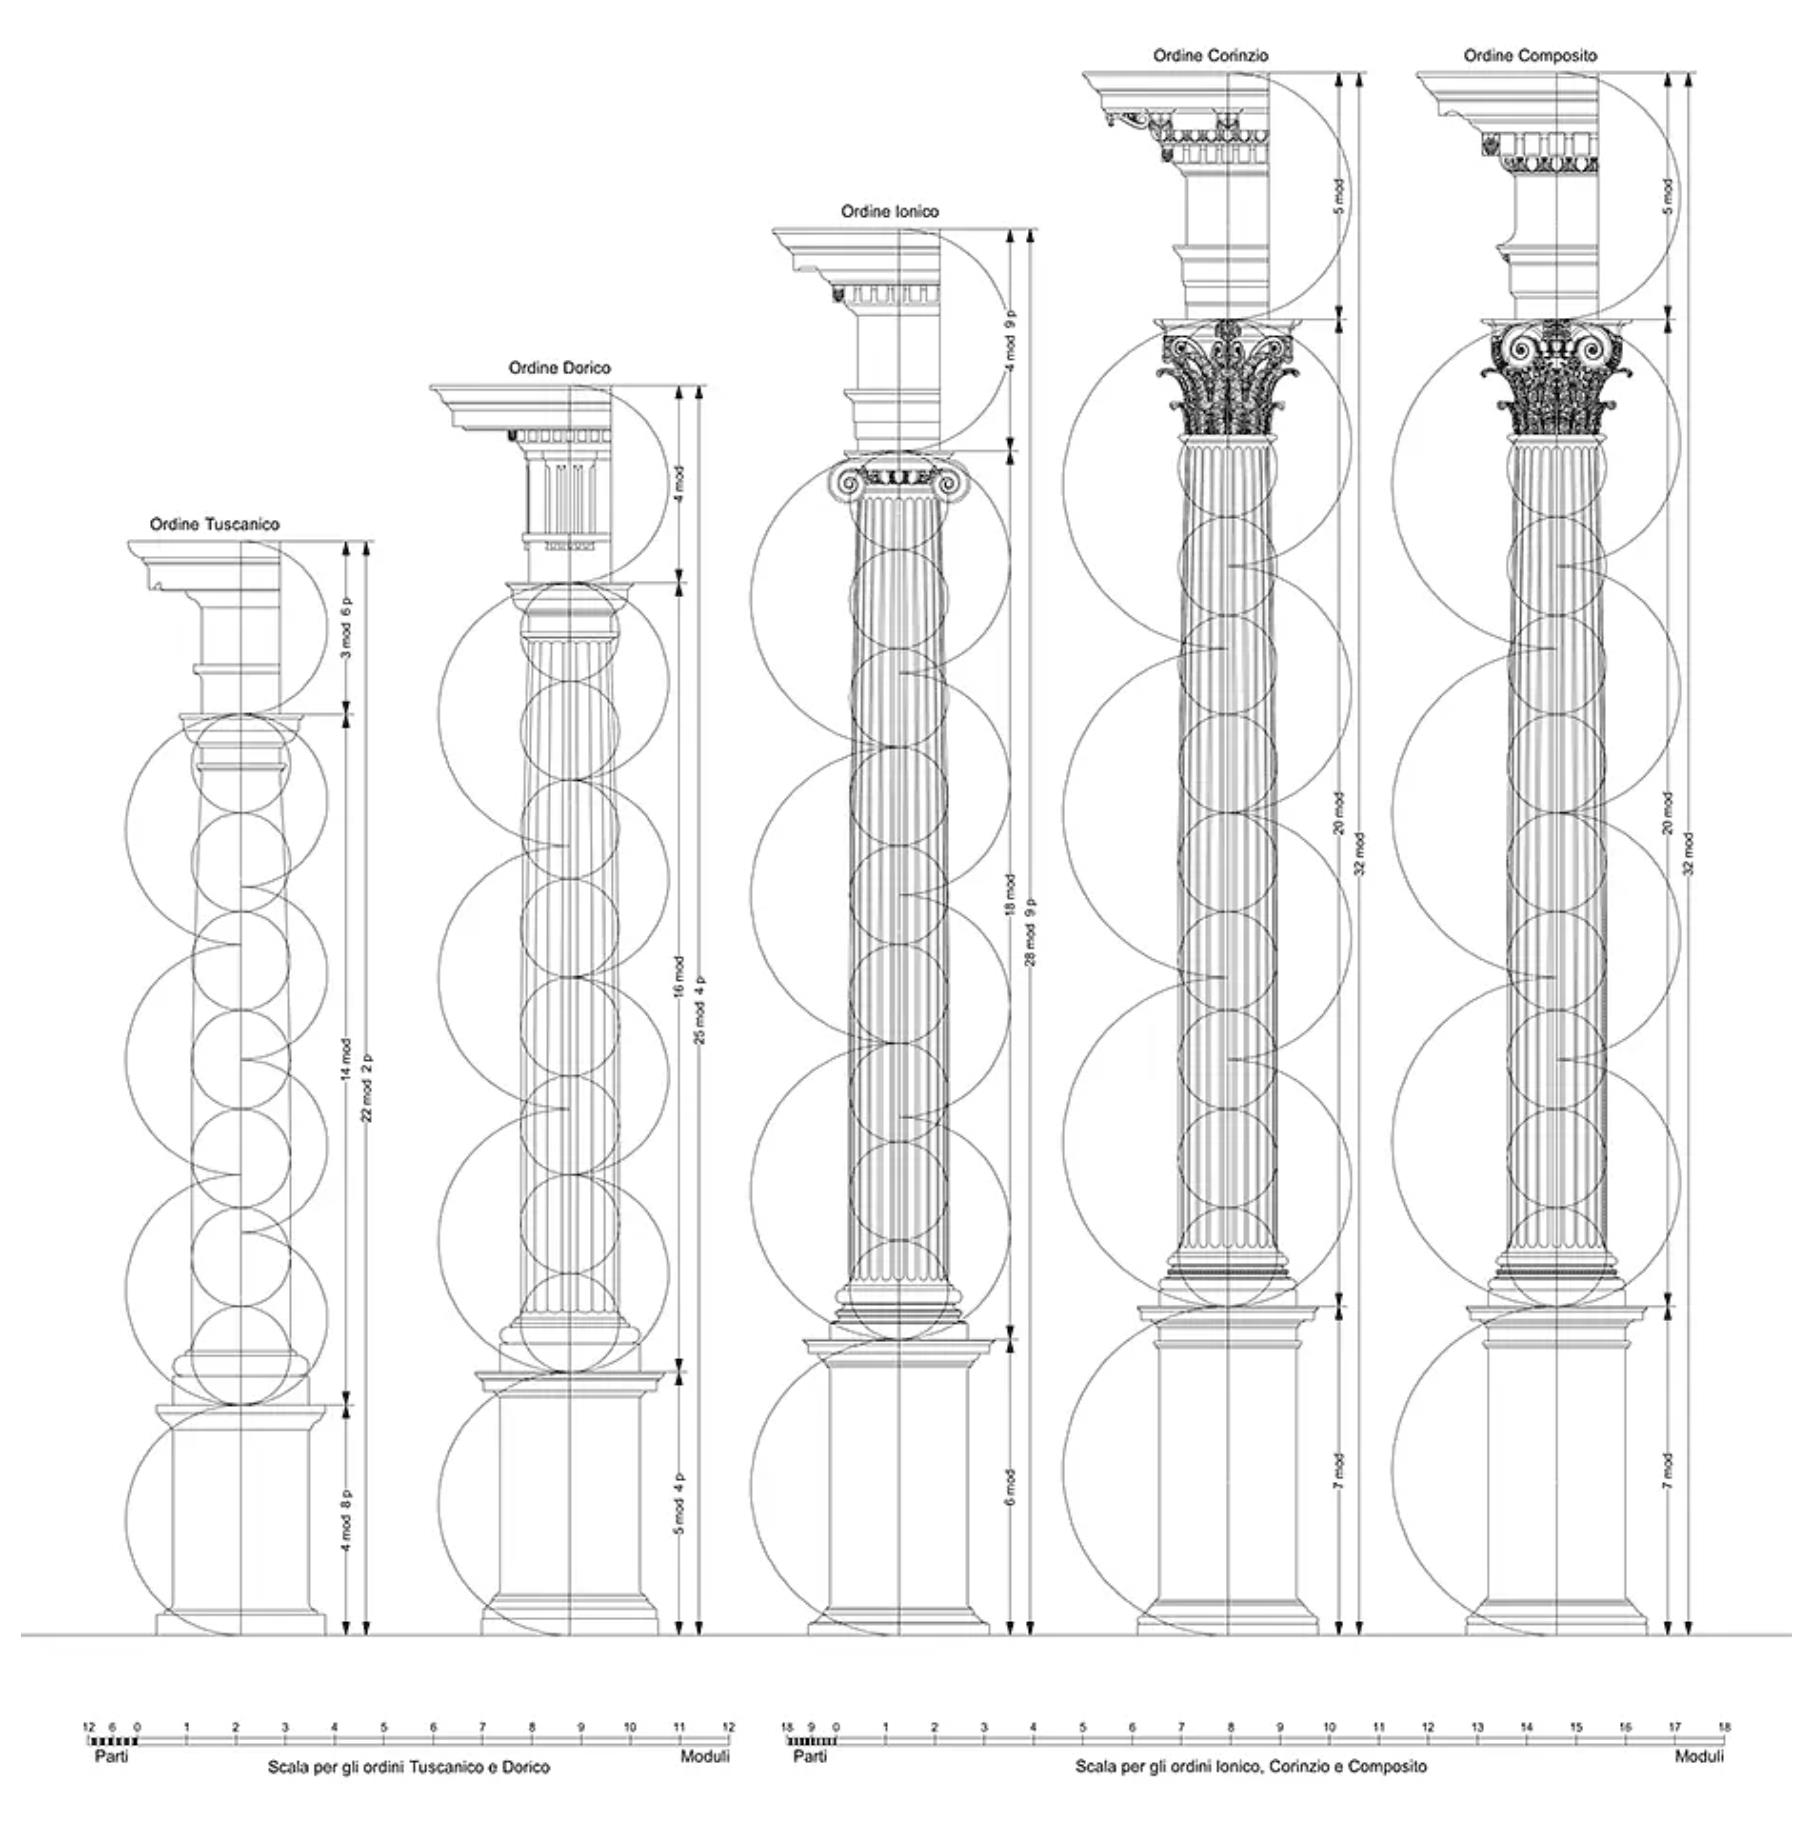 Ordine Corinzio
Ordine Composito
5 mod
5 mod
Ordine Ionico
4 mod 9 p
Ordine Dorico
4 mod
Ordine Tuscanico
3 mod 6 p
20 mod
32 mod
20 mod
32 mod
18 mod
28 mod 9 p
16 mod
25 mod 4 p
14 mod
22 mod 2 p
4 mod 8 p
5 mod 4 p
6 mod
7 mod
7 mod
12 6 0 1 2 3 4 5 6 7 8 9 10 11 12
Parti
Moduli
Scala per gli ordini Tuscanico e Dorico
18 9 0 1 2 3 4 5 6 7 8 9 10 11 12 13 14 15 16 17 18
Parti
Moduli
Scala per gli ordini Ionico, Corinzio e Composito